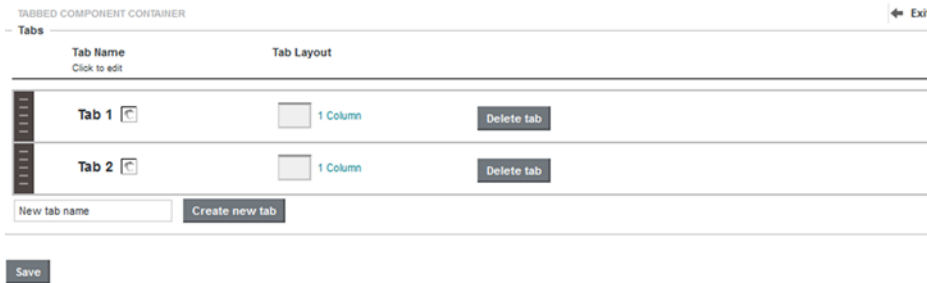 TABBED COMPONENT CONTAINER
Exit
Tabs
Tab Name Tab Layout
Click to edit
Tab 1 1 Column Delete tab
Tab 2 1 Column Delete tab
New tab name Create new tab
Save